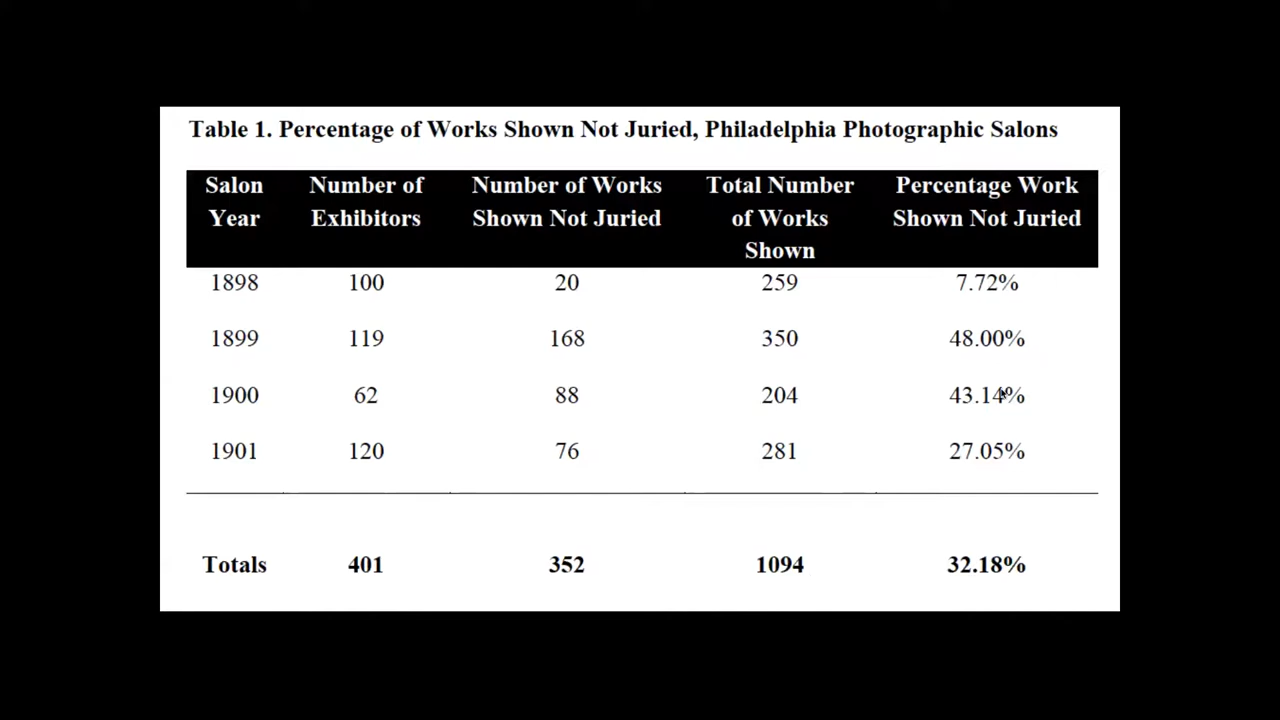 Table 1. Percentage of Works Shown Not Juried, Philadelphia Photographic Salons
Salon Year Number of Exhibitors Number of Works Shown Not Juried Total Number of Works Shown Percentage Work Shown Not Juried
1898 100 20 259 7.72%
1899 119 168 350 48.00%
1900 62 88 204 43.14%
1901 120 76 281 27.05%
Totals 401 352 1094 32.18%